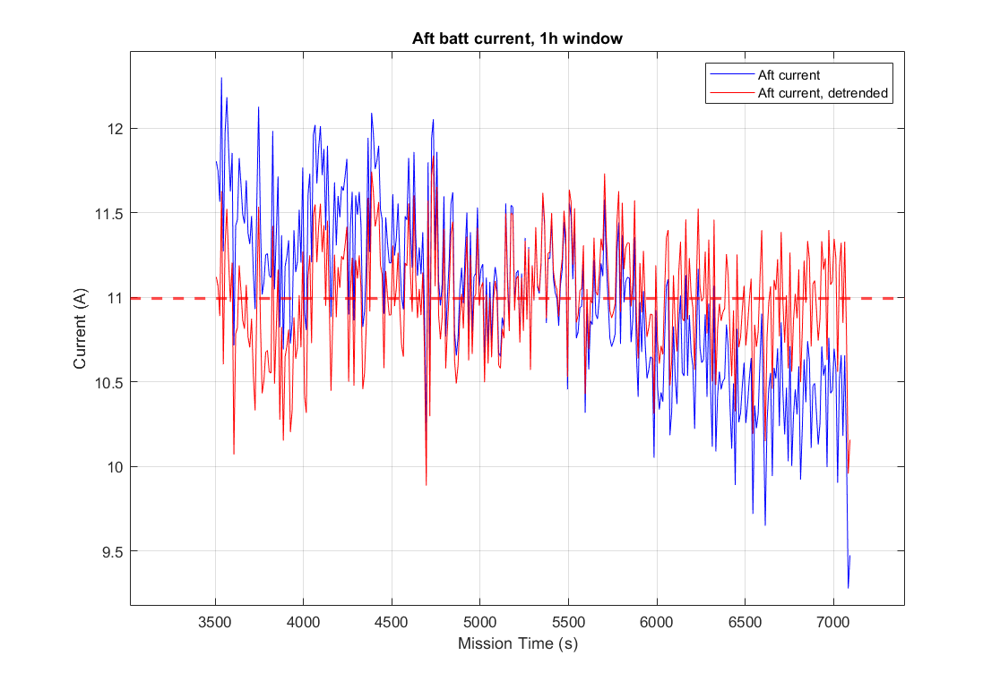 Aft batt current, 1h window
Aft current
Aft current, detrended
12
11.5
11
10.5
10
9.5
Current (A)
3500 4000 4500 5000 5500 6000 6500 7000
Mission Time (s)